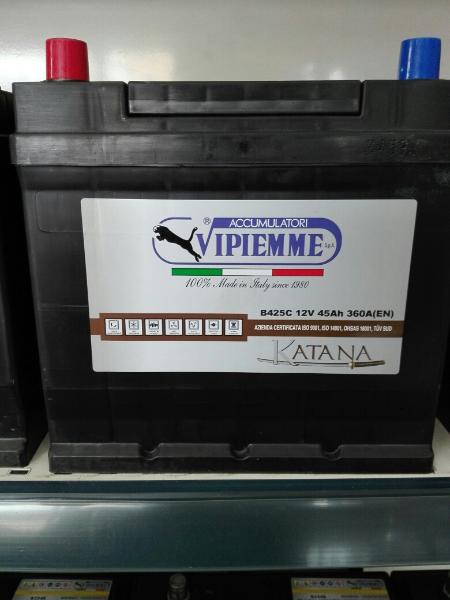 ACCUMULATORI
® VIPIEMME S.p.A.
100% Made in Italy since 1980
B425C 12V 45Ah 360A(EN)
AZIENDA CERTIFICATA ISO 9001, ISO 14001, OHSAS 18001, TÜV SUD
KATANA